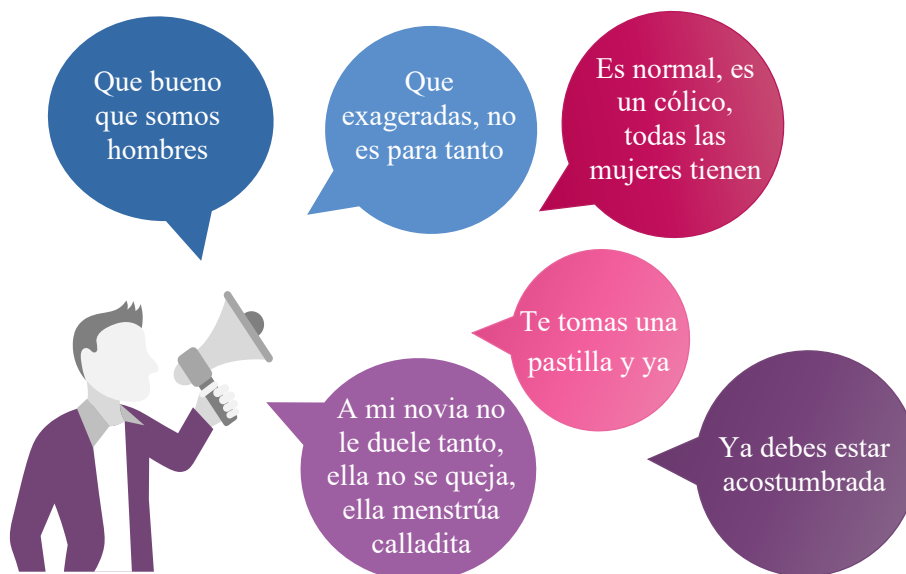 Que bueno
que somos
hombres
Que
exageradas, no
es para tanto
Es normal, es
un cólico,
todas las
mujeres tienen
Te tomas una
pastilla y ya
A mi novia no
le duele tanto,
ella no se queja,
ella menstrúa
calladita
Ya debes estar
acostumbrada